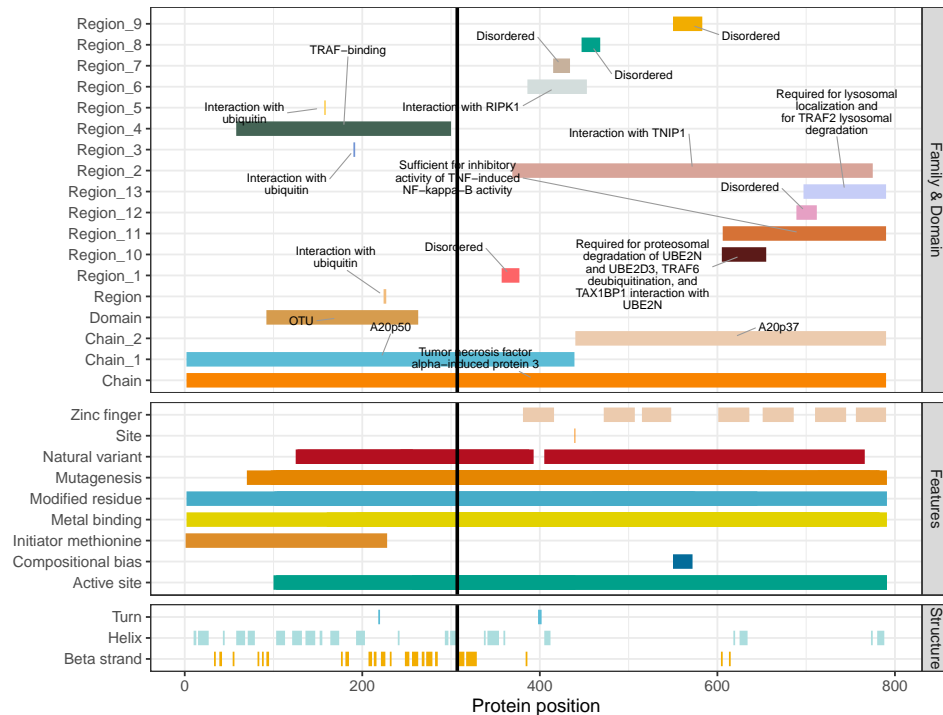 Region_9
Disordered
Region_8
TRAF−binding
Disordered
Region_7
Disordered
Region_6
Required for lysosomal
localization and
for TRAF2 lysosomal
degradation
Region_5
Interaction with
ubiquitin
Interaction with RIPK1
Region_4
Interaction with TNIP1
Region_3
Interaction with
ubiquitin
Sufficient for inhibitory
activity of TNF−induced
NF−kappa−B activity
Region_2
Region_13
Disordered
Region_12
Region_11
Interaction with
ubiquitin
Disordered
Required for proteosomal
degradation of UBE2N
and UBE2D3, TRAF6
deubiquitination, and
TAX1BP1 interaction with
UBE2N
Region_10
Region_1
Region
Domain
OTU
A20p50
A20p37
Chain_2
Chain_1
Tumor necrosis factor
alpha−induced protein 3
Chain
Family & Domain
Zinc finger
Site
Natural variant
Mutagenesis
Modified residue
Metal binding
Initiator methionine
Compositional bias
Active site
Features
Turn
Helix
Beta strand
Structure
0
200
400
600
800
Protein position